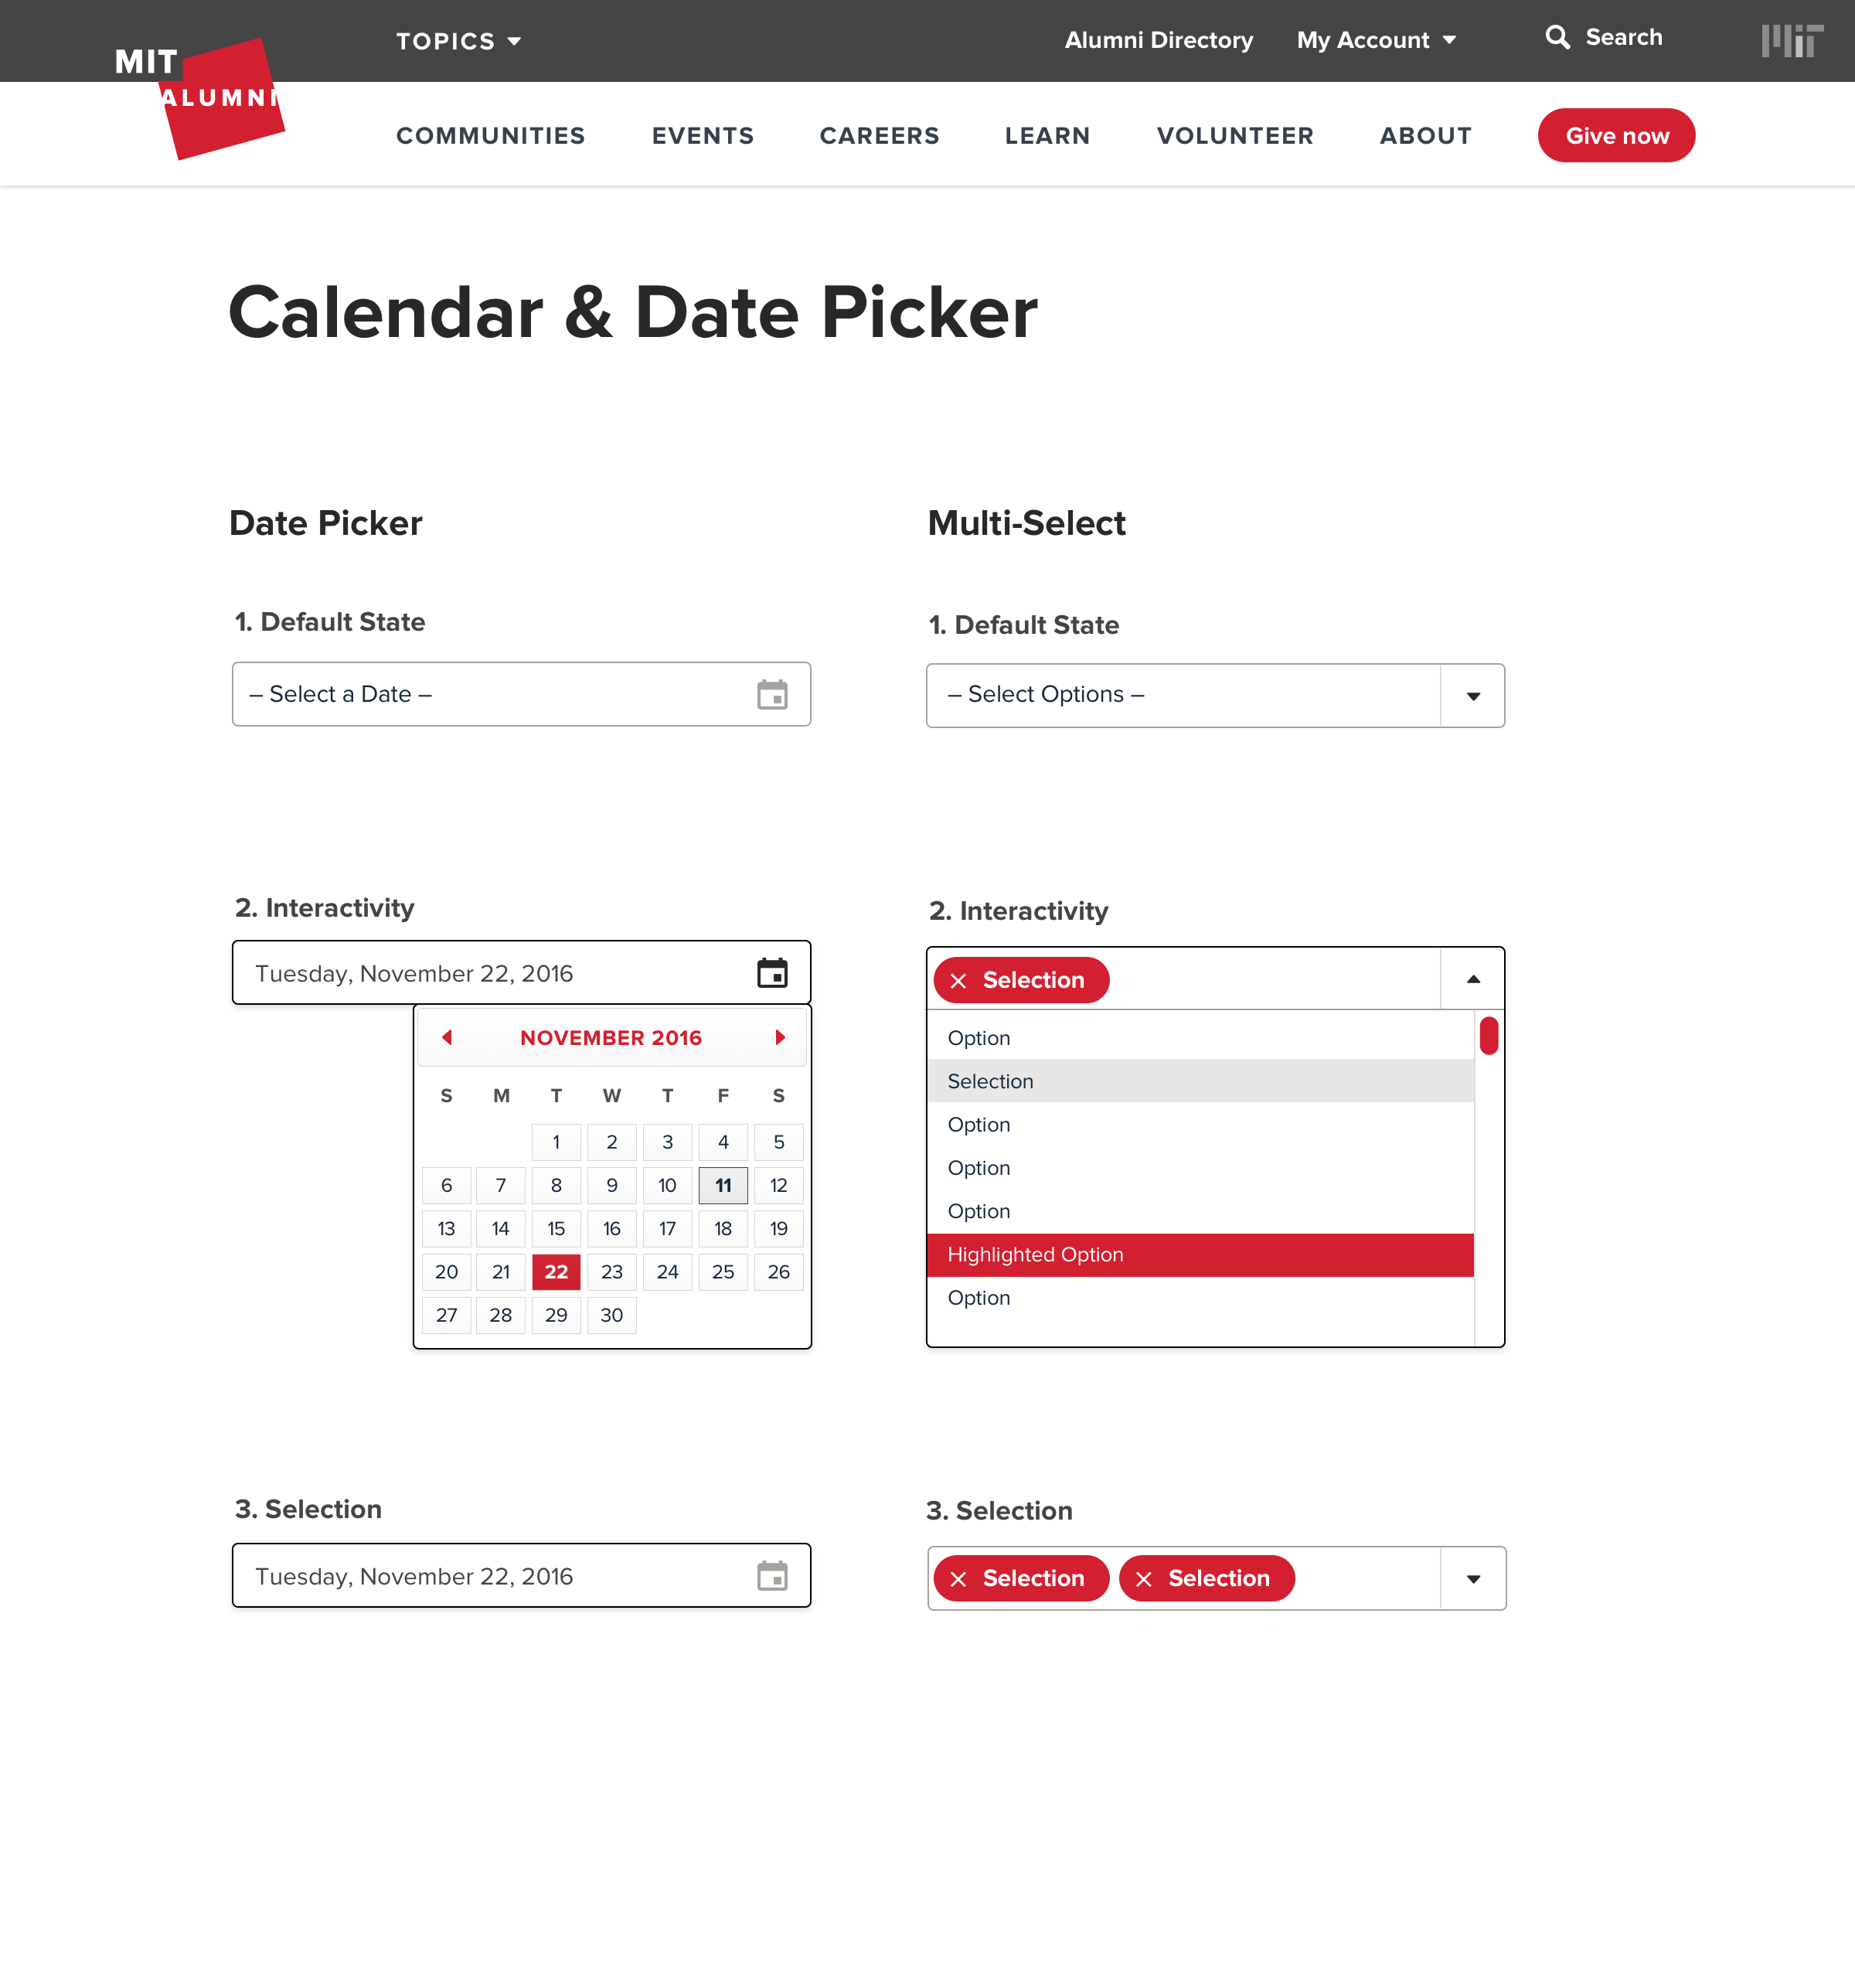 MIT
ALUMNI
TOPICS
Alumni Directory
My Account
Search
MIT
COMMUNITIES
EVENTS
CAREERS
LEARN
VOLUNTEER
ABOUT
Give now
Calendar & Date Picker
Date Picker
1. Default State
– Select a Date –
2. Interactivity
Tuesday, November 22, 2016
NOVEMBER 2016
S M T W T F S
1 2 3 4 5
6 7 8 9 10 11 12
13 14 15 16 17 18 19
20 21 22 23 24 25 26
27 28 29 30
3. Selection
Tuesday, November 22, 2016
Multi-Select
1. Default State
– Select Options –
2. Interactivity
Selection
Option
Selection
Option
Option
Option
Highlighted Option
Option
3. Selection
Selection Selection